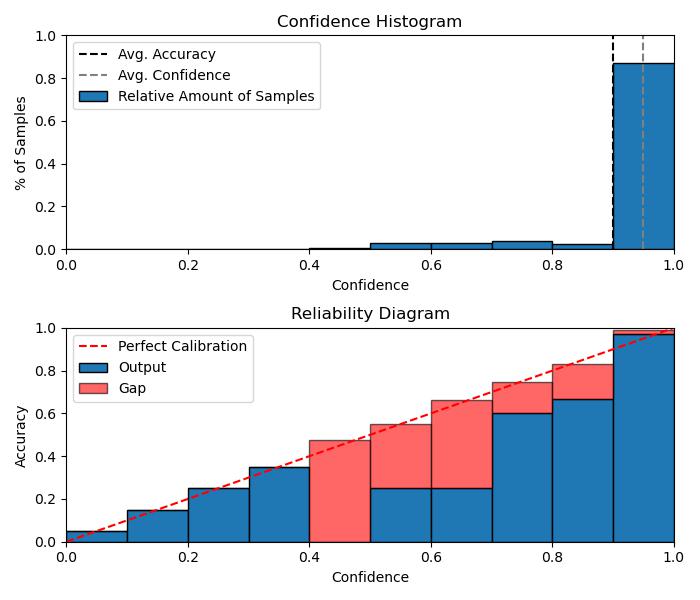 Confidence Histogram
1.0
0.8
0.6
0.4
0.2
0.0
% of Samples
Avg. Accuracy
Avg. Confidence
Relative Amount of Samples
0.0 0.2 0.4 0.6 0.8 1.0
Confidence
Reliability Diagram
1.0
0.8
0.6
0.4
0.2
0.0
Accuracy
Perfect Calibration
Output
Gap
0.0 0.2 0.4 0.6 0.8 1.0
Confidence